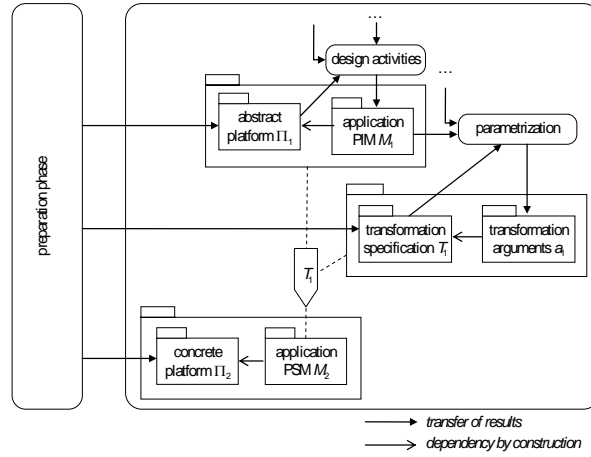 ...
design activities
...
abstract
platform Π₁
application
PIM M₁
parametrization
preparation phase
transformation
specification T₁
transformation
arguments a₁
T₁
concrete
platform Π₂
application
PSM M₂
transfer of results
dependency by construction